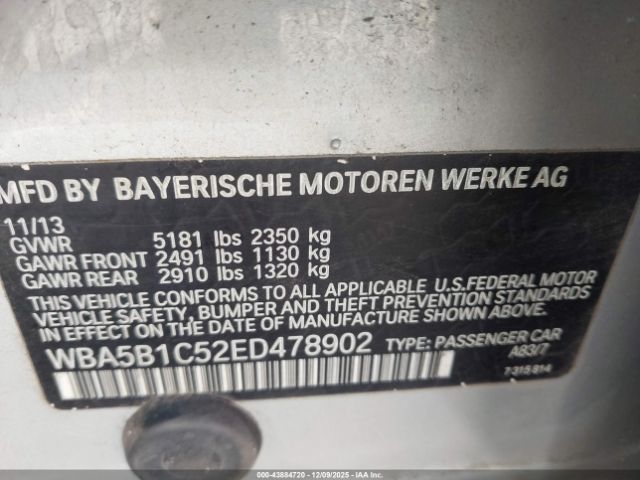 MFD BY BAYERISCHE MOTOREN WERKE AG
11/13
GVWR 5181 lbs 2350 kg
GAWR FRONT 2491 lbs 1130 kg
GAWR REAR 2910 lbs 1320 kg
THIS VEHICLE CONFORMS TO ALL APPLICABLE U.S.FEDERAL MOTOR
VEHICLE SAFETY, BUMPER AND THEFT PREVENTION STANDARDS
IN EFFECT ON THE DATE OF MANUFACTURE SHOWN ABOVE.
WBA5B1C52ED478902 TYPE: PASSENGER CAR
A83/7
7 315 814
000-43884720 12/09/2025 IAA Inc.